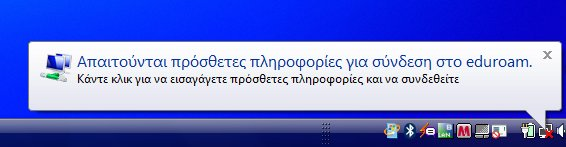 Απαιτούνται πρόσθετες πληροφορίες για σύνδεση στο eduroam.
Κάντε κλικ για να εισαγάγετε πρόσθετες πληροφορίες και να συνδεθείτε